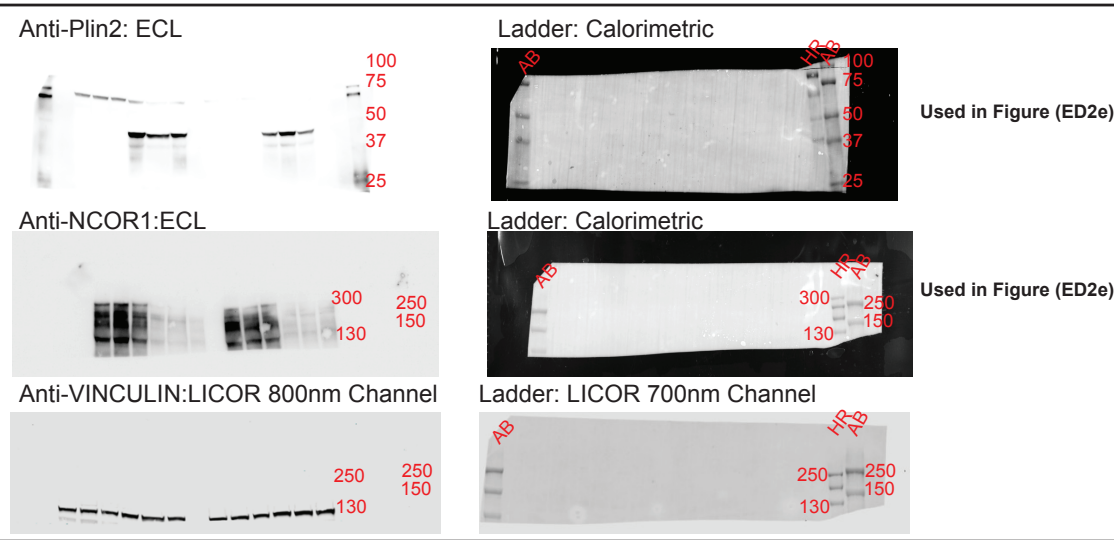 Anti-Plin2: ECL
Ladder: Calorimetric
100
75
50
37
25
AB
HR
AB
100
75
50
37
25
Used in Figure (ED2e)
Anti-NCOR1:ECL
Ladder: Calorimetric
300
250
150
130
AB
HR
AB
300
250
150
130
Used in Figure (ED2e)
Anti-VINCULIN:LICOR 800nm Channel
Ladder: LICOR 700nm Channel
250
250
150
130
AB
HR
AB
250
250
150
130